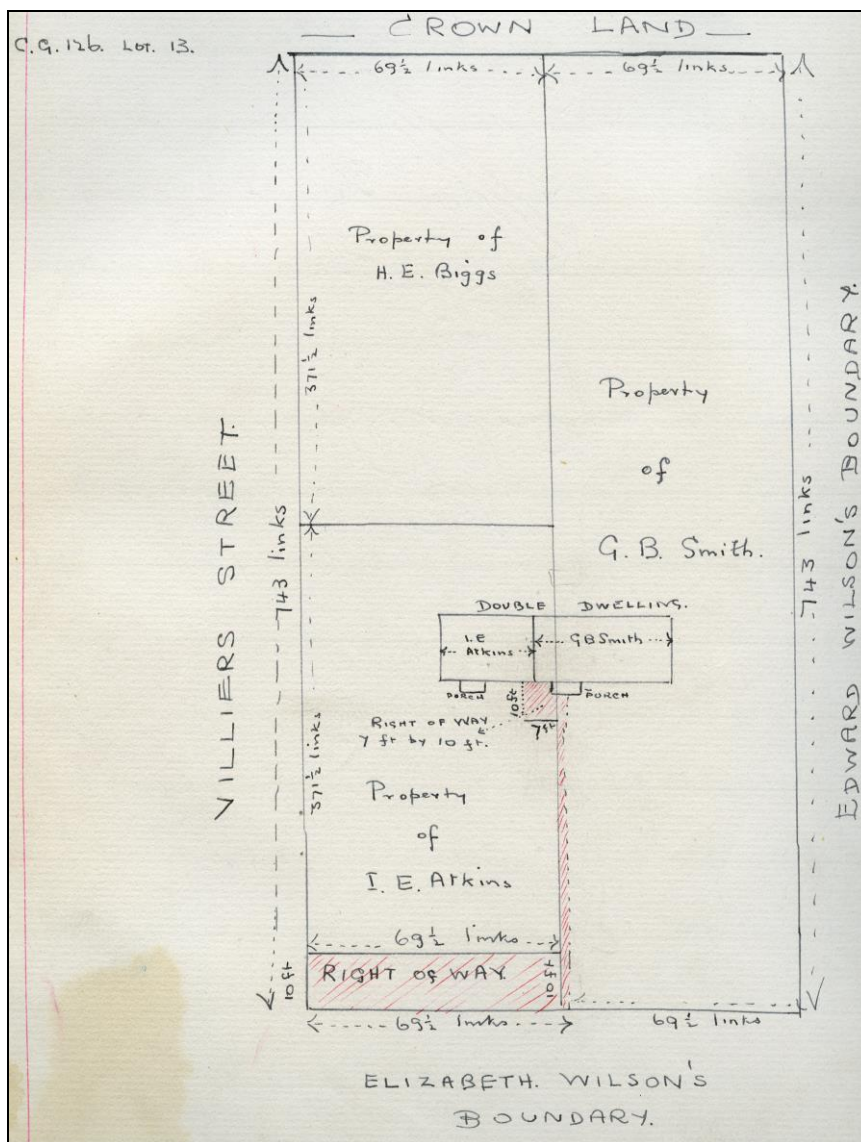 CROWN LAND
C.G. 12b. LOT. 13.
69½ links
69½ links
Property of
H. E. Biggs
371½ links
Property
of
G. B. Smith.
VILLIERS STREET.
743 links
743 links
EDWARD WILSON'S BOUNDARY.
DOUBLE DWELLING.
I.E
Atkins
GB Smith
PORCH
PORCH
10 ft
7 ft
RIGHT OF WAY
7 ft by 10 ft.
371½ links
Property
of
I. E. Atkins
69½ links
10 ft
RIGHT OF WAY.
10 ft
69½ links
69½ links
ELIZABETH. WILSON'S
BOUNDARY.